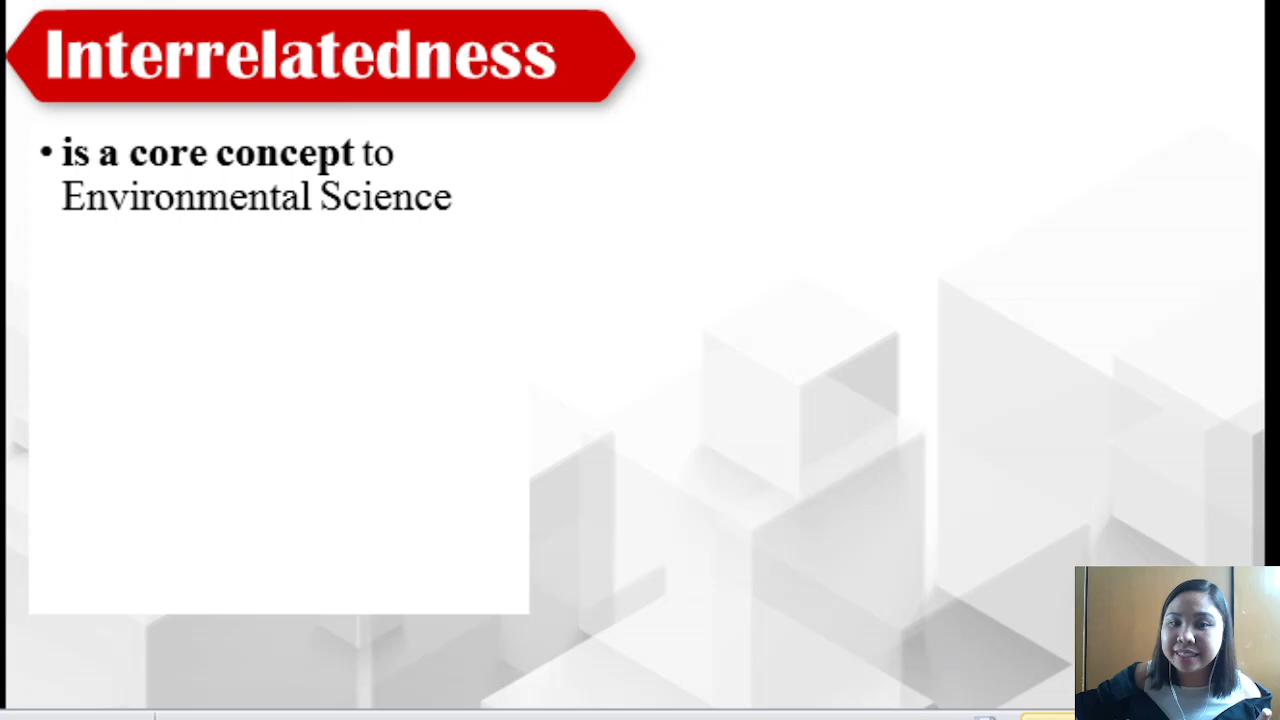 Interrelatedness
• is a core concept to
Environmental Science